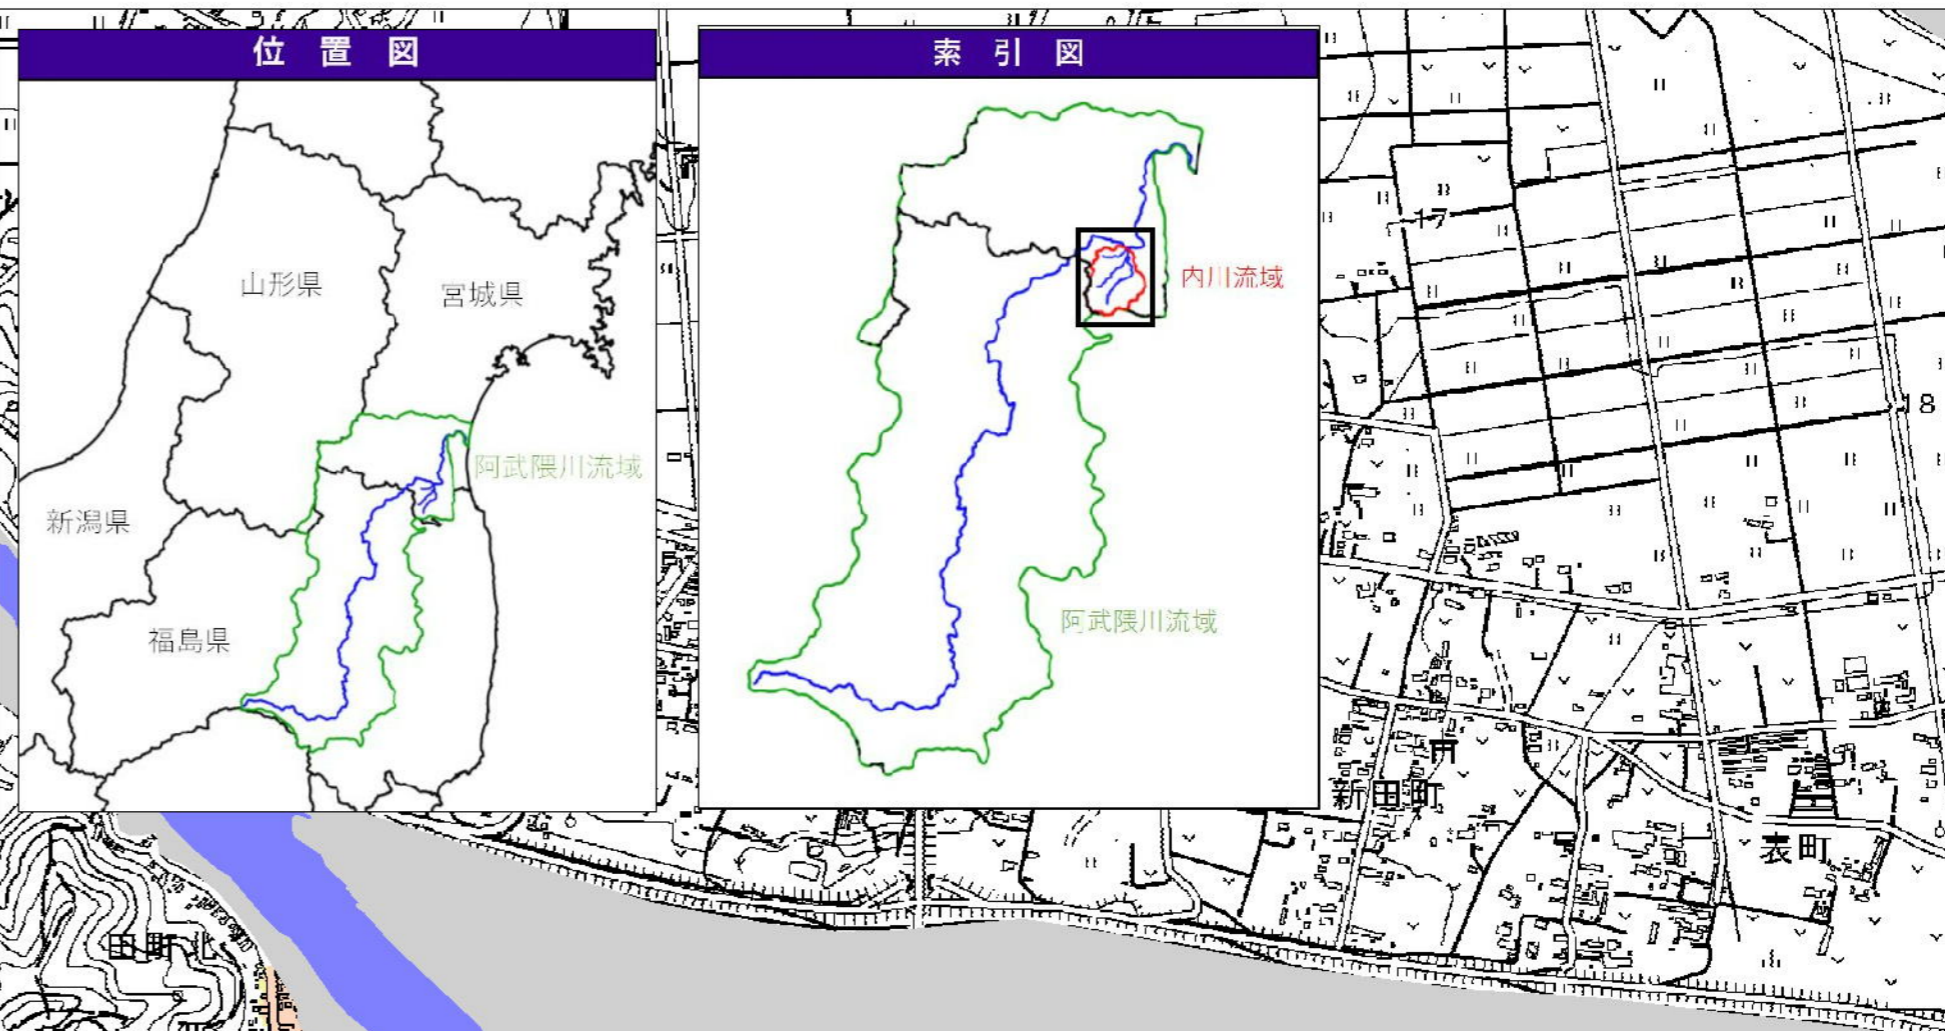 位 置 図
山形県
宮城県
阿武隈川流域
新潟県
福島県
索 引 図
内川流域
阿武隈川流域
17
18
新田町
表町
田町北